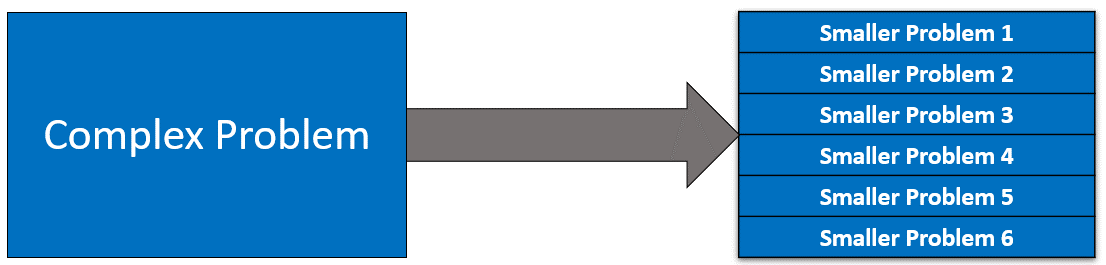 Complex Problem
Smaller Problem 1
Smaller Problem 2
Smaller Problem 3
Smaller Problem 4
Smaller Problem 5
Smaller Problem 6